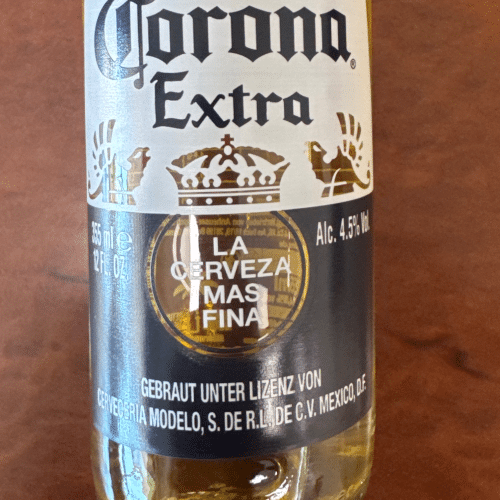 Corona
Extra
355 ml e
12 FL. OZ
Alc. 4.5% Vol.
LA
CERVEZA
MAS
FINA
GEBRAUT UNTER LIZENZ VON
CERVECERIA MODELO, S. DE R.L. DE C.V. MEXICO, D.F.